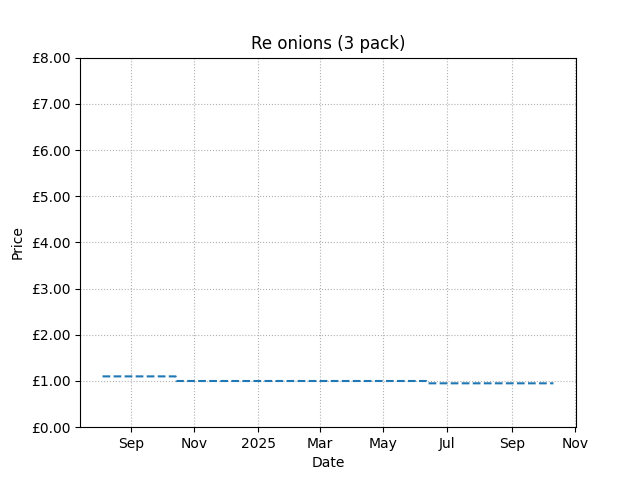 Re onions (3 pack)
£8.00
£7.00
£6.00
£5.00
£4.00
£3.00
£2.00
£1.00
£0.00
Price
Sep Nov 2025 Mar May Jul Sep Nov
Date